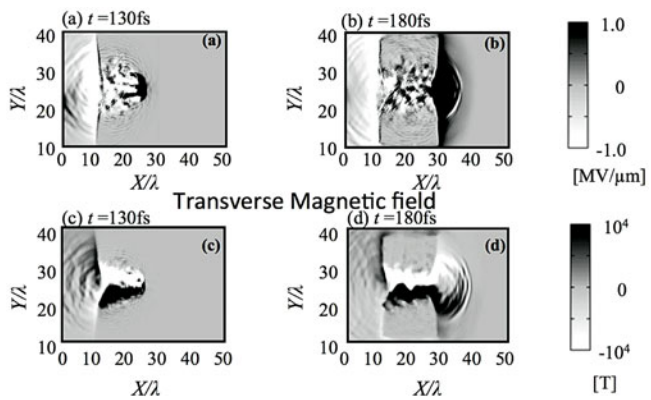 (a) t =130fs
(b) t =180fs
1.0
0
-1.0
[MV/μm]
40
30
20
10
Y/λ
(a)
0 10 20 30 40 50
X/λ
40
30
20
10
Y/λ
(b)
0 10 20 30 40 50
X/λ
Transverse Magnetic field
(c) t =130fs
(d) t =180fs
10⁴
0
-10⁴
[T]
40
30
20
10
Y/λ
(c)
0 10 20 30 40 50
X/λ
40
30
20
10
Y/λ
(d)
0 10 20 30 40 50
X/λ